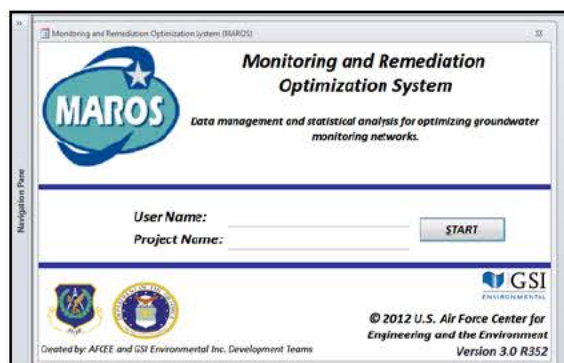 Monitoring and Remediation Optimization System (MAROS)
Monitoring and Remediation
Optimization System
MAROS
Data management and statistical analysis for optimizing groundwater
monitoring networks.
Navigation Pane
User Name:
START
Project Name:
GSI
ENVIRONMENTAL
© 2012 U.S. Air Force Center for
Engineering and the Environment
Created by: AFCEE and GSI Environmental Inc. Development Teams
Version 3.0 R352